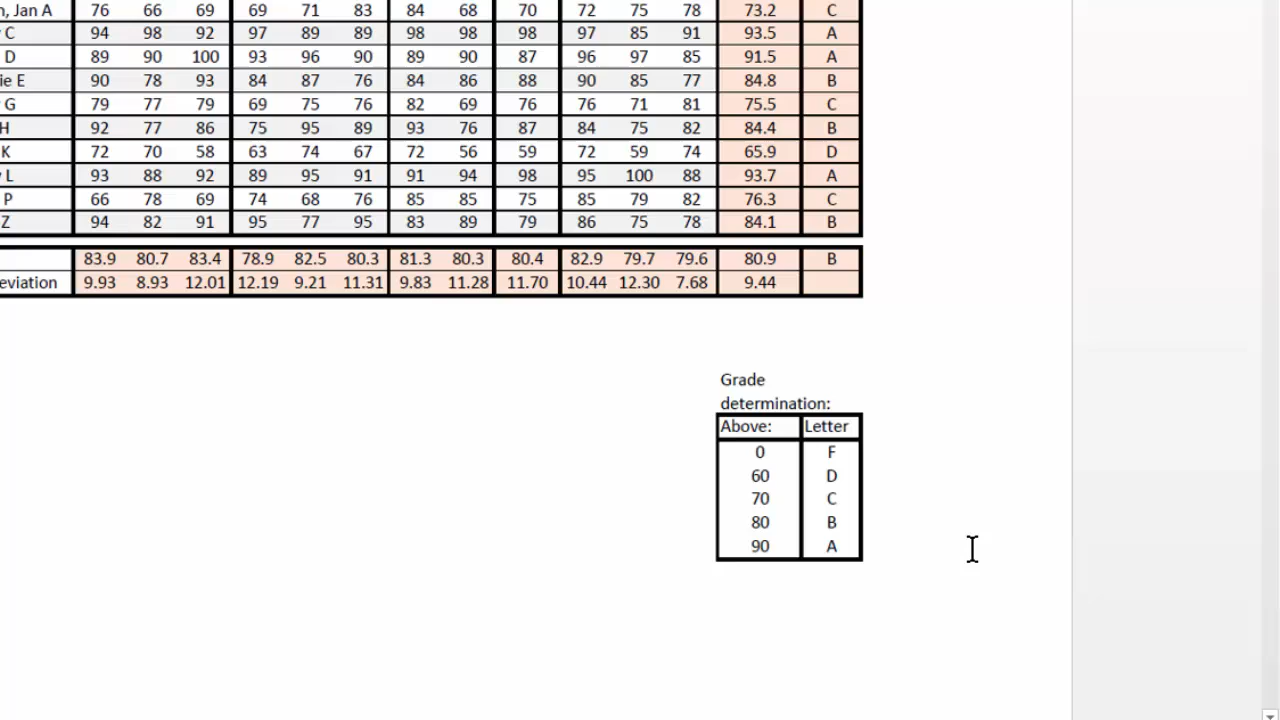 n, Jan A 76 66 69 69 71 83 84 68 70 72 75 78 73.2 C
C 94 98 92 97 89 89 98 98 98 97 85 91 93.5 A
D 89 90 100 93 96 90 89 90 87 96 97 85 91.5 A
ie E 90 78 93 84 87 76 84 86 88 90 85 77 84.8 B
G 79 77 79 69 75 76 82 69 76 76 71 81 75.5 C
H 92 77 86 75 95 89 93 76 87 84 75 82 84.4 B
K 72 70 58 63 74 67 72 56 59 72 59 74 65.9 D
L 93 88 92 89 95 91 91 94 98 95 100 88 93.7 A
P 66 78 69 74 68 76 85 85 75 85 79 82 76.3 C
Z 94 82 91 95 77 95 83 89 79 86 75 78 84.1 B
83.9 80.7 83.4 78.9 82.5 80.3 81.3 80.3 80.4 82.9 79.7 79.6 80.9 B
eviation 9.93 8.93 12.01 12.19 9.21 11.31 9.83 11.28 11.70 10.44 12.30 7.68 9.44
Grade
determination:
Above: Letter
0 F
60 D
70 C
80 B
90 A